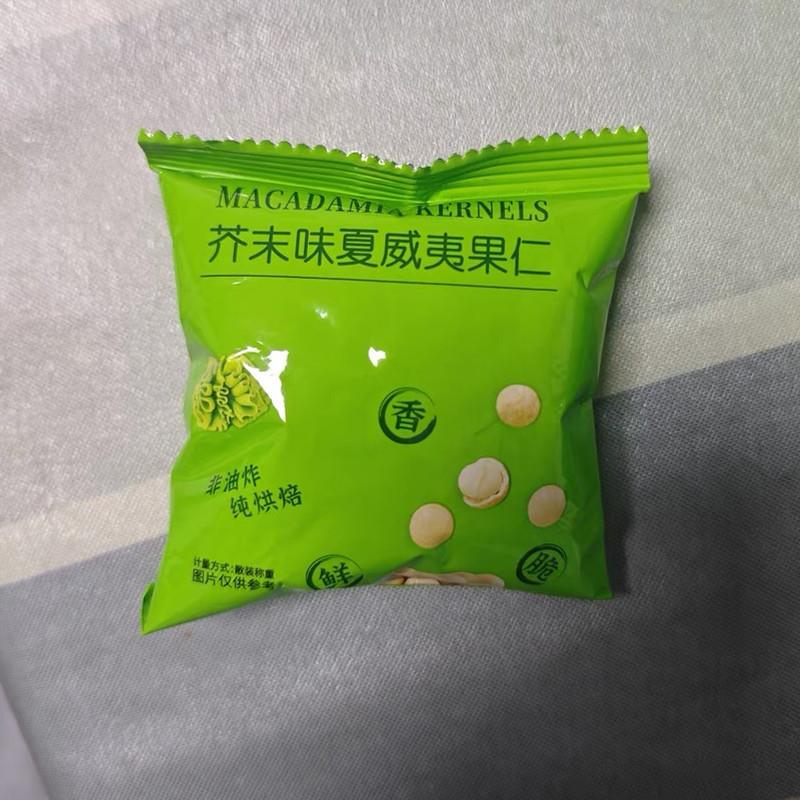 MACADAMIA KERNELS
芥末味夏威夷果仁
香
非油炸
纯烘焙
计量方式:散装称重
图片仅供参考
鲜
脆